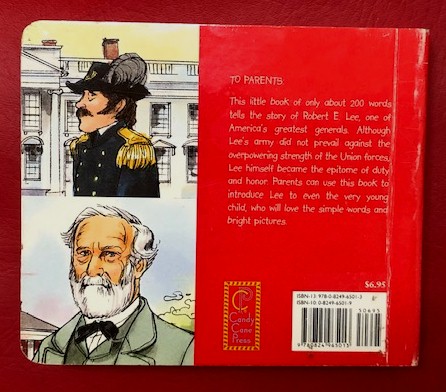 TO PARENTS:
This little book of only about 200 words
tells the story of Robert E. Lee, one of
America's greatest generals. Although
Lee's army did not prevail against the
overpowering strength of the Union forces,
Lee himself became the epitome of duty
and honor. Parents can use this book to
introduce Lee to even the very young
child, who will love the simple words and
bright pictures.
$6.95
ISBN-13: 978-0-8249-6501-3
ISBN-10: 0-8249-6501-9
50695
9 780824 965013
Candy
Cane
Press